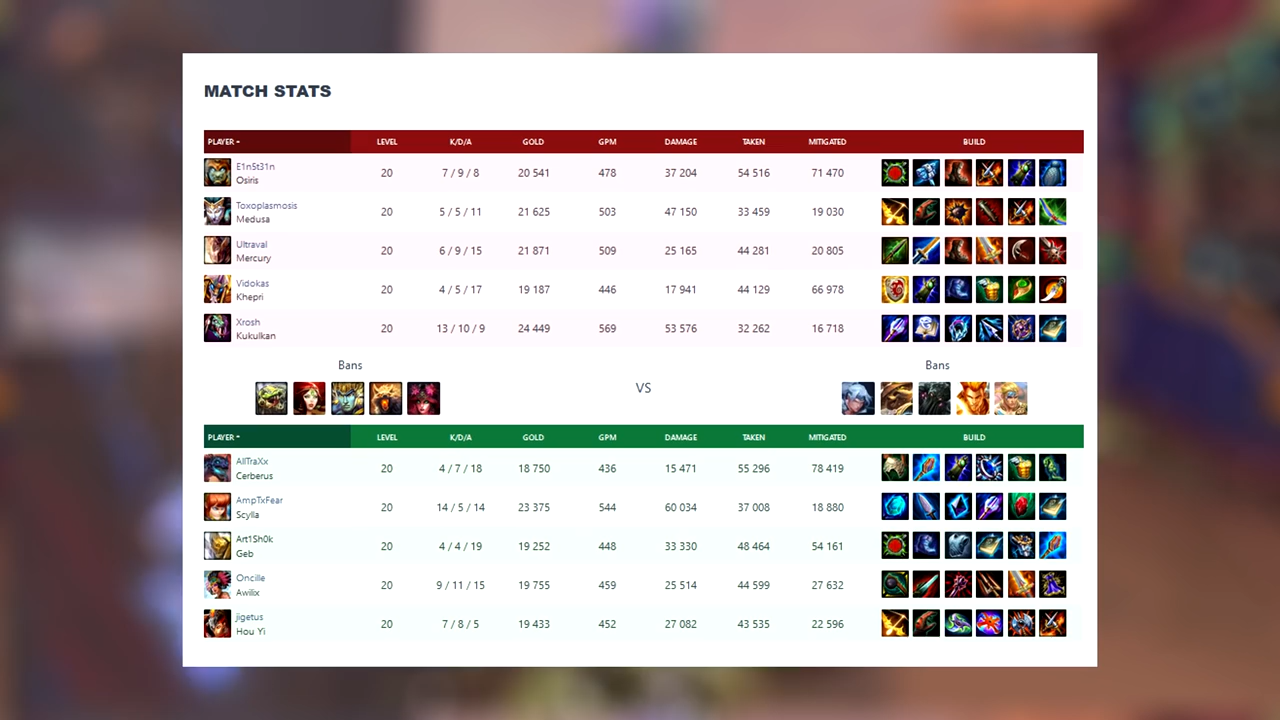 MATCH STATS
PLAYER LEVEL K/D/A GOLD GPM DAMAGE TAKEN MITIGATED BUILD
E1n5t31n
Osiris 20 7 / 9 / 8 20 541 478 37 204 54 516 71 470
Toxoplasmosis
Medusa 20 5 / 5 / 11 21 625 503 47 150 33 459 19 030
Ultraval
Mercury 20 6 / 9 / 15 21 871 509 25 165 44 281 20 805
Vidokas
Khepri 20 4 / 5 / 17 19 187 446 17 941 44 129 66 978
Xrosh
Kukulkan 20 13 / 10 / 9 24 449 569 53 576 32 262 16 718
Bans Bans
VS
PLAYER LEVEL K/D/A GOLD GPM DAMAGE TAKEN MITIGATED BUILD
AllTraXx
Cerberus 20 4 / 7 / 18 18 750 436 15 471 55 296 78 419
AmpTxFear
Scylla 20 14 / 5 / 14 23 375 544 60 034 37 008 18 880
Art1Sh0k
Geb 20 4 / 4 / 19 19 252 448 33 330 48 464 54 161
Oncille
Awilix 20 9 / 11 / 15 19 755 459 25 514 44 599 27 632
Jigetus
Hou Yi 20 7 / 8 / 5 19 433 452 27 082 43 535 22 596